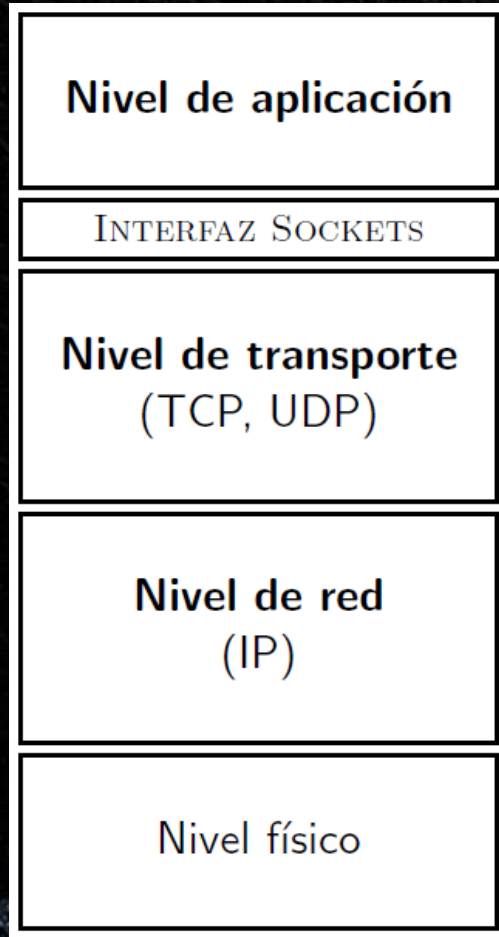 Nivel de aplicación
INTERFAZ SOCKETS
Nivel de transporte
(TCP, UDP)
Nivel de red
(IP)
Nivel físico